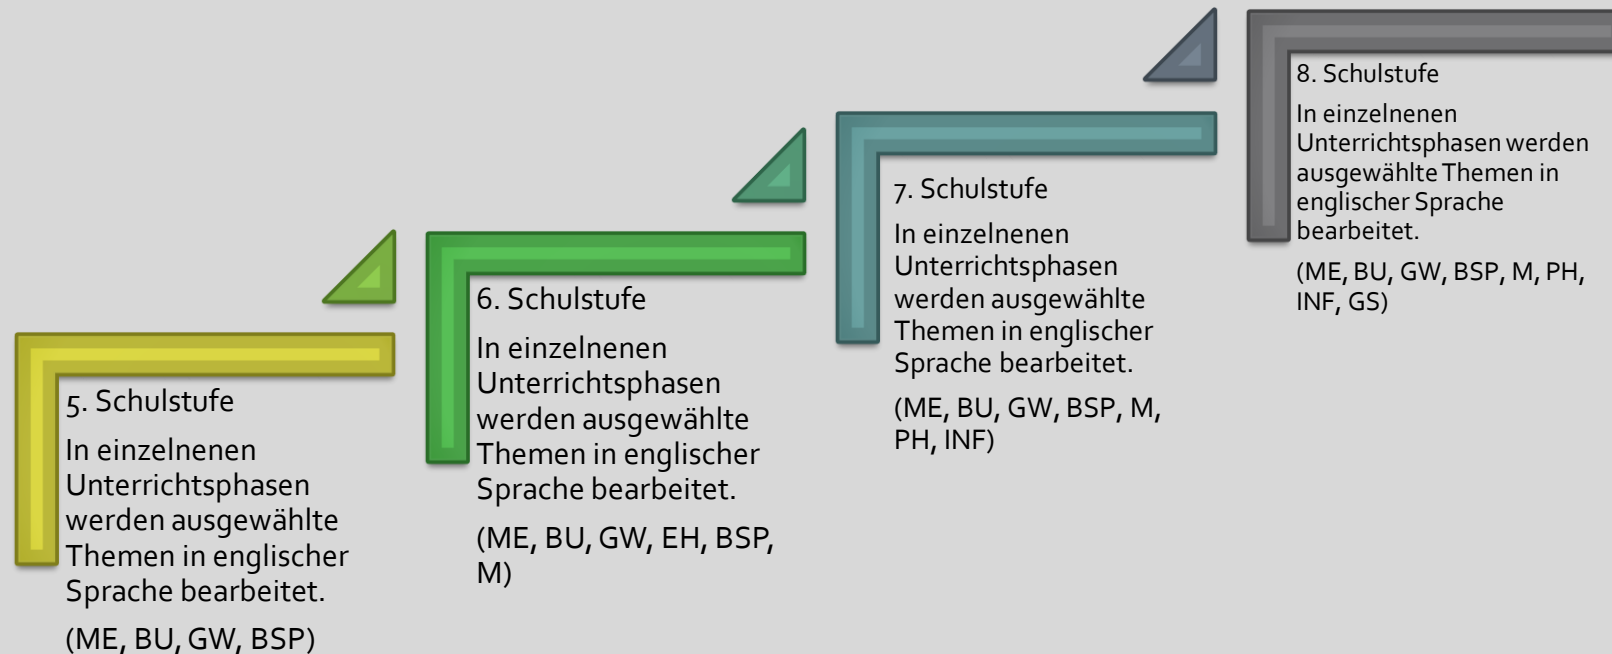 5. Schulstufe
In einzelnenen
Unterrichtsphasen
werden ausgewählte
Themen in englischer
Sprache bearbeitet.
(ME, BU, GW, BSP)
6. Schulstufe
In einzelnenen
Unterrichtsphasen
werden ausgewählte
Themen in englischer
Sprache bearbeitet.
(ME, BU, GW, EH, BSP,
M)
7. Schulstufe
In einzelnenen
Unterrichtsphasen
werden ausgewählte
Themen in englischer
Sprache bearbeitet.
(ME, BU, GW, BSP, M,
PH, INF)
8. Schulstufe
In einzelnenen
Unterrichtsphasen werden
ausgewählte Themen in
englischer Sprache
bearbeitet.
(ME, BU, GW, BSP, M, PH,
INF, GS)